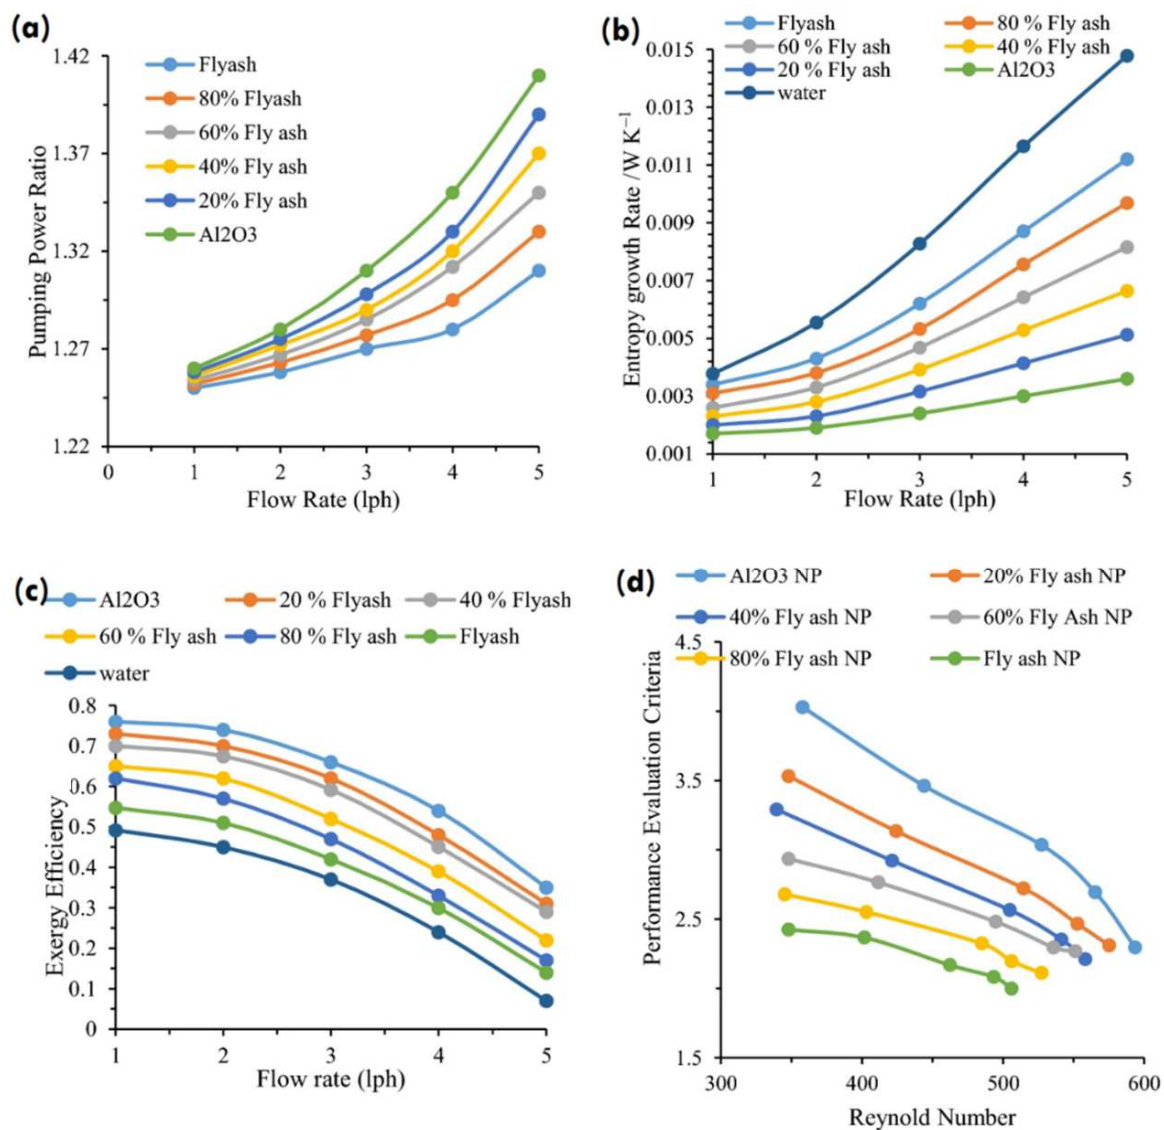 (a)
1.42
1.37
1.32
1.27
1.22
Pumping Power Ratio
Flyash
80% Flyash
60% Fly ash
40% Fly ash
20% Fly ash
Al2O3
0 1 2 3 4 5
Flow Rate (lph)
(b)
Flyash 80 % Fly ash
60 % Fly ash 40 % Fly ash
20 % Fly ash Al2O3
water
0.015
0.013
0.011
0.009
0.007
0.005
0.003
0.001
Entropy growth Rate /W K−1
1 2 3 4 5
Flow Rate (lph)
(c)
Al2O3 20 % Flyash 40 % Flyash
60 % Fly ash 80 % Fly ash Flyash
water
0.8
0.7
0.6
0.5
0.4
0.3
0.2
0.1
0
Exergy Efficiency
1 2 3 4 5
Flow rate (lph)
(d)
Al2O3 NP 20% Fly ash NP
40% Fly ash NP 60% Fly Ash NP
80% Fly ash NP Fly ash NP
4.5
3.5
2.5
1.5
Performance Evaluation Criteria
300 400 500 600
Reynold Number